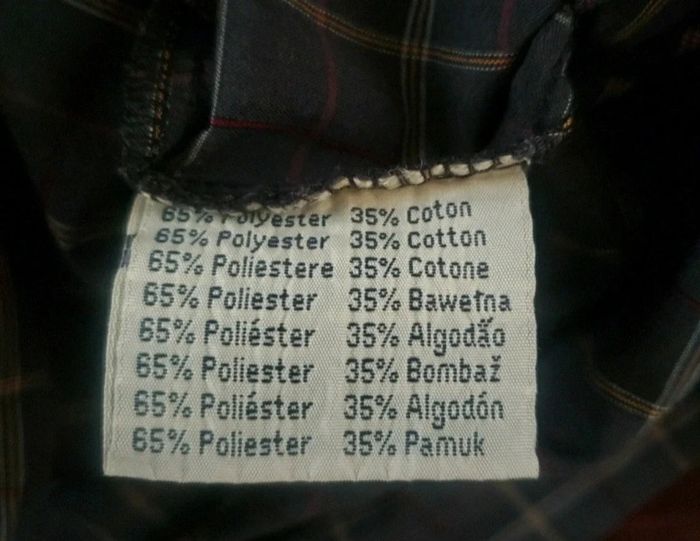 65% Polyester 35% Coton
65% Polyester 35% Cotton
65% Poliestere 35% Cotone
65% Poliester 35% Bawełna
65% Poliéster 35% Algodão
65% Poliester 35% Bombaž
65% Poliéster 35% Algodón
65% Poliester 35% Pamuk